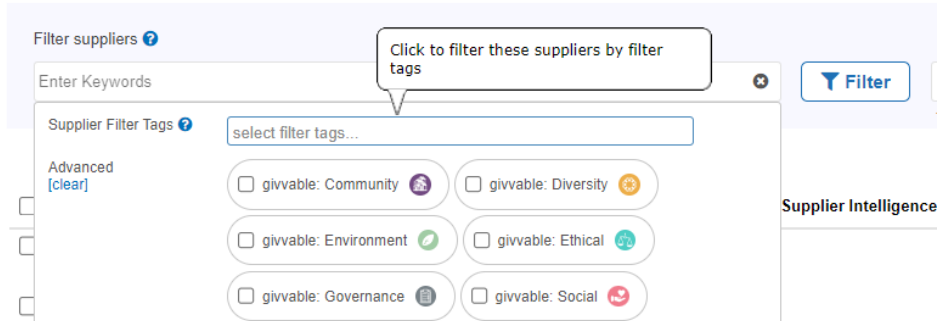 Filter suppliers ?
Click to filter these suppliers by filter
tags
Enter Keywords
Filter
Supplier Filter Tags ?
select filter tags...
Advanced
[clear]
givvable: Community
givvable: Diversity
Supplier Intelligence
givvable: Environment
givvable: Ethical
givvable: Governance
givvable: Social